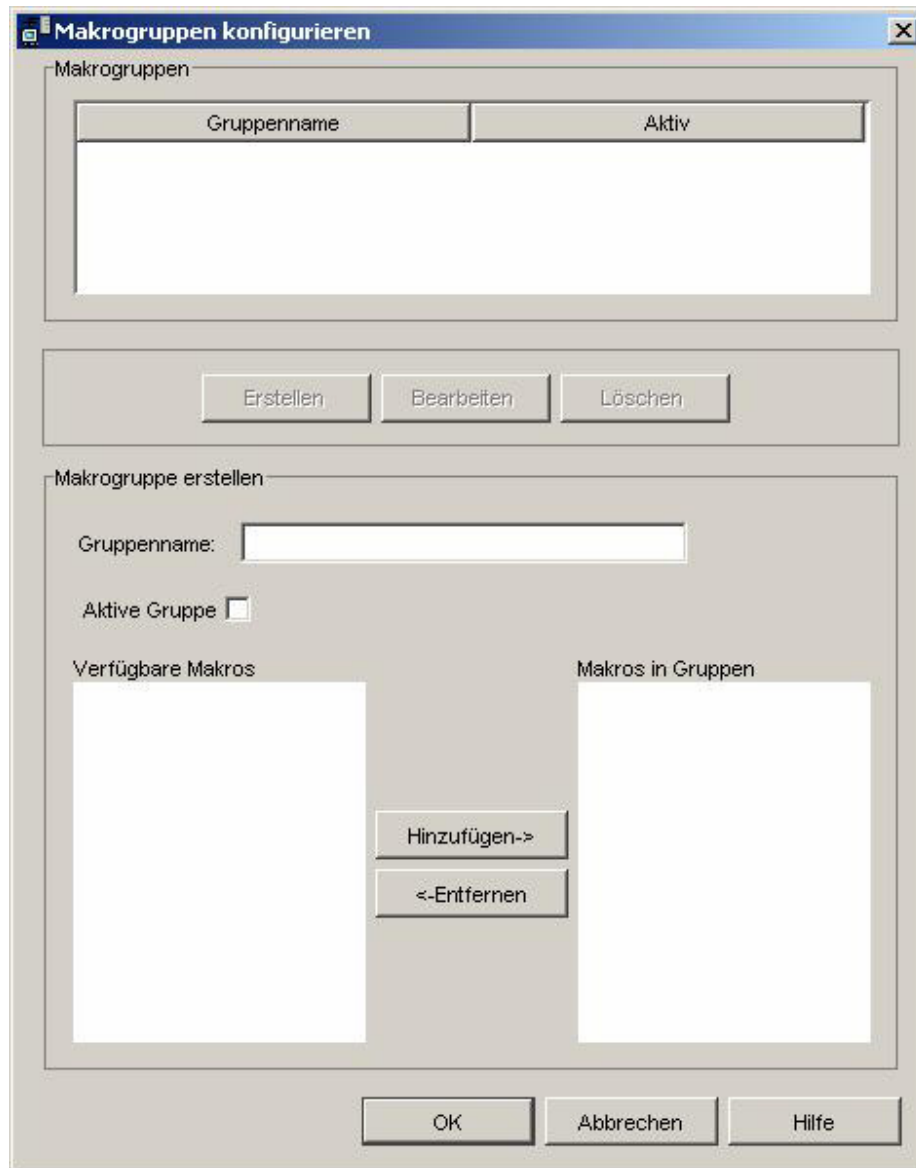 Makrogruppen konfigurieren
Makrogruppen
Gruppenname Aktiv
Erstellen Bearbeiten Löschen
Makrogruppe erstellen
Gruppenname:
Aktive Gruppe
Verfügbare Makros Makros in Gruppen
Hinzufügen->
<-Entfernen
OK Abbrechen Hilfe